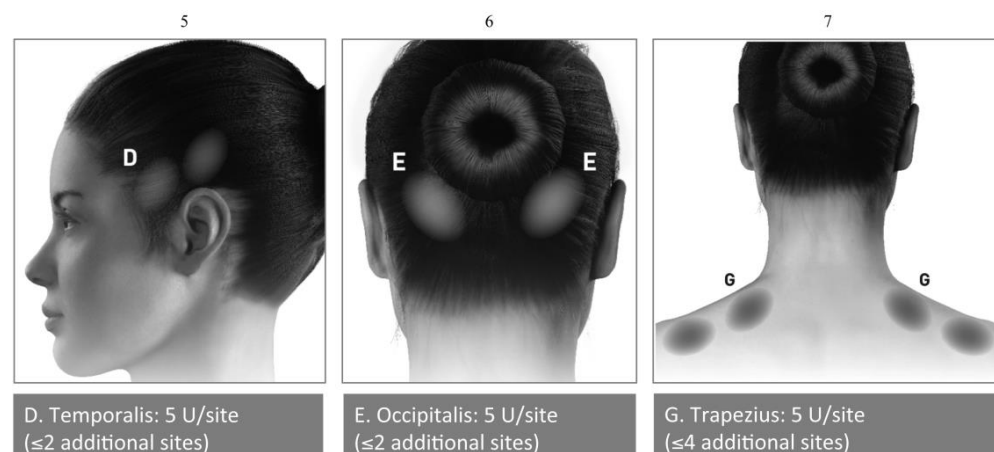 5
6
7
D
E
E
G
G
D. Temporalis: 5 U/site
(≤2 additional sites)
E. Occipitalis: 5 U/site
(≤2 additional sites)
G. Trapezius: 5 U/site
(≤4 additional sites)